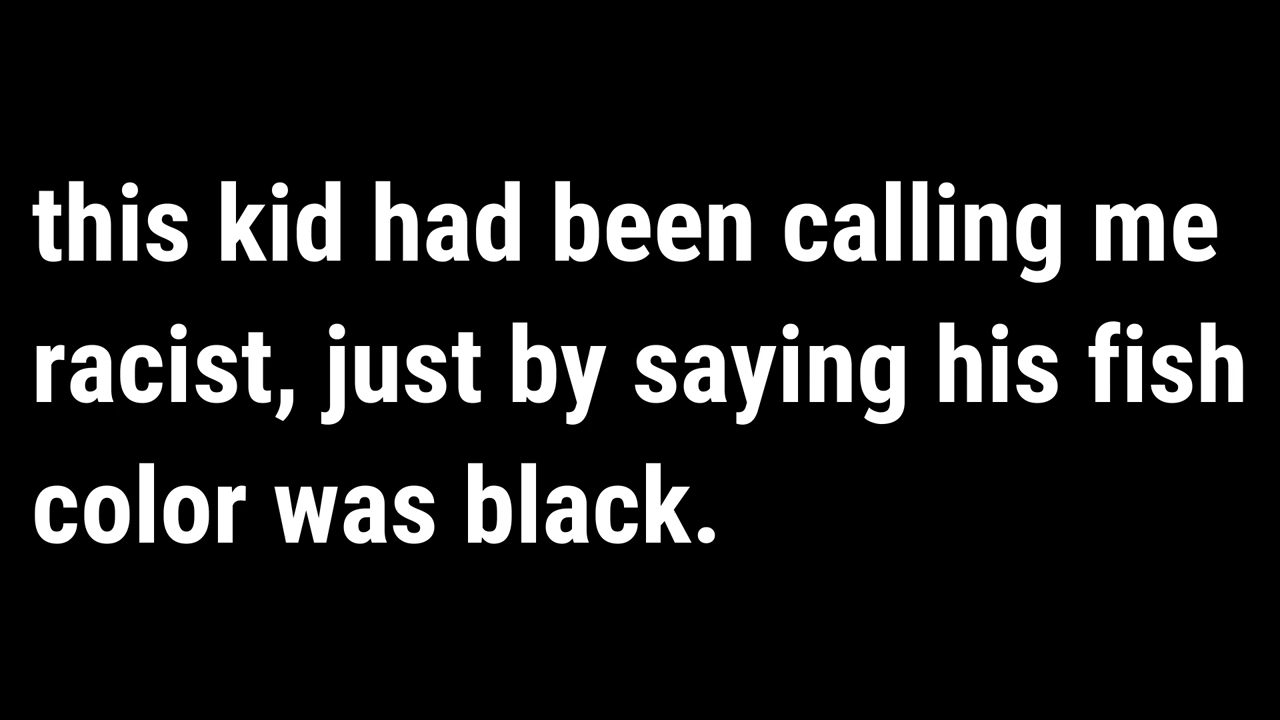 this kid had been calling me
racist, just by saying his fish
color was black.